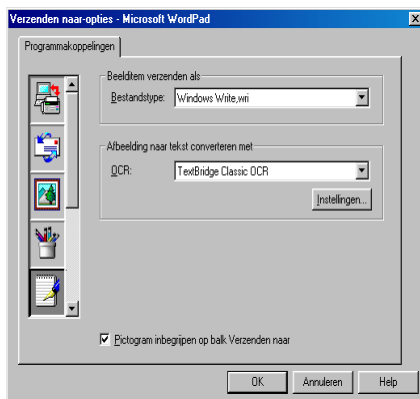 Verzenden naar-opties - Microsoft WordPad
Programmakoppelingen
Beelditem verzenden als
Bestandstype: Windows Write,wri
Afbeelding naar tekst converteren met
OCR: TextBridge Classic OCR
Instellingen...
Pictogram inbegrijpen op balk Verzenden naar
OK Annuleren Help